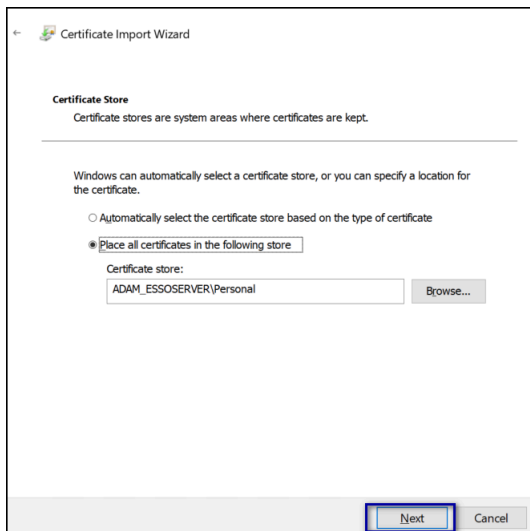 Certificate Import Wizard
Certificate Store
Certificate stores are system areas where certificates are kept.
Windows can automatically select a certificate store, or you can specify a location for
the certificate.
Automatically select the certificate store based on the type of certificate
Place all certificates in the following store
Certificate store:
ADAM_ESSOSERVER\Personal
Browse...
Next
Cancel